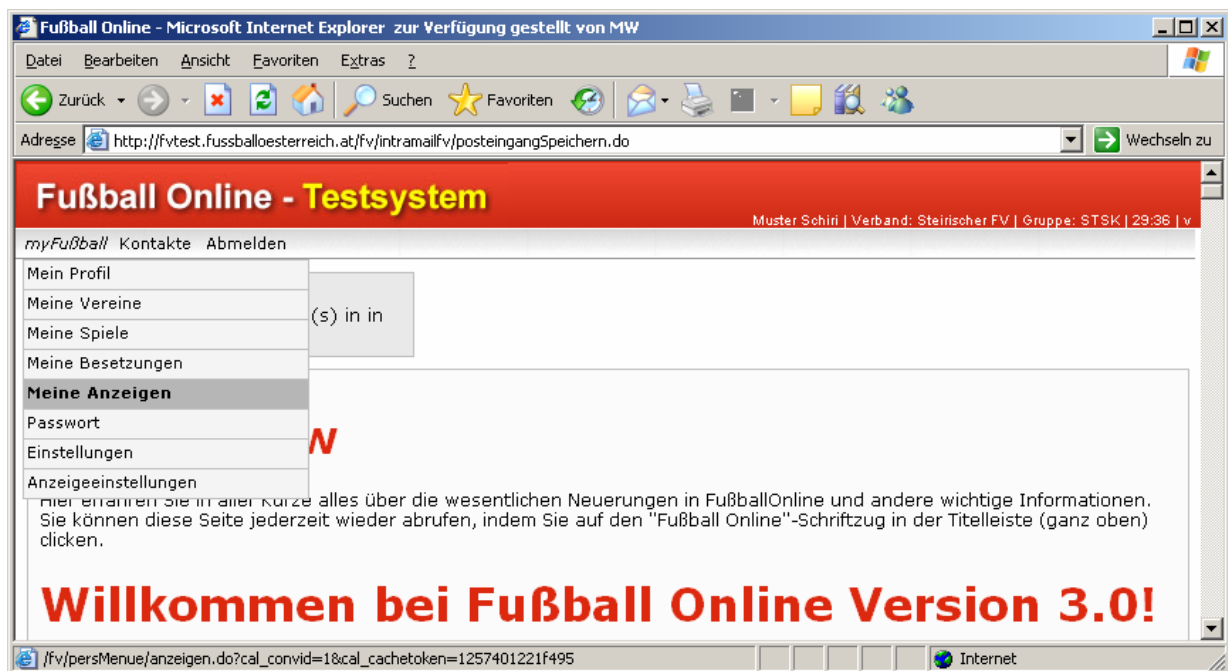 Fußball Online - Microsoft Internet Explorer zur Verfügung gestellt von MW
Datei Bearbeiten Ansicht Favoriten Extras ?
Zurück Suchen Favoriten
Adresse http://fvtest.fussballoesterreich.at/fv/intramailfv/posteingangSpeichern.do Wechseln zu
Fußball Online - Testsystem
Muster Schiri | Verband: Steirischer FV | Gruppe: STSK | 29:36 | v
myFußball Kontakte Abmelden
Mein Profil
Meine Vereine
(s) in in
Meine Spiele
Meine Besetzungen
Meine Anzeigen
Passwort
Einstellungen
Anzeigeeinstellungen
Hier erfahren Sie in aller Kürze alles über die wesentlichen Neuerungen in FußballOnline und andere wichtige Informationen.
Sie können diese Seite jederzeit wieder abrufen, indem Sie auf den "Fußball Online"-Schriftzug in der Titelleiste (ganz oben)
clicken.
Willkommen bei Fußball Online Version 3.0!
/fv/persMenue/anzeigen.do?cal_convid=1&cal_cachetoken=1257401221f495 Internet